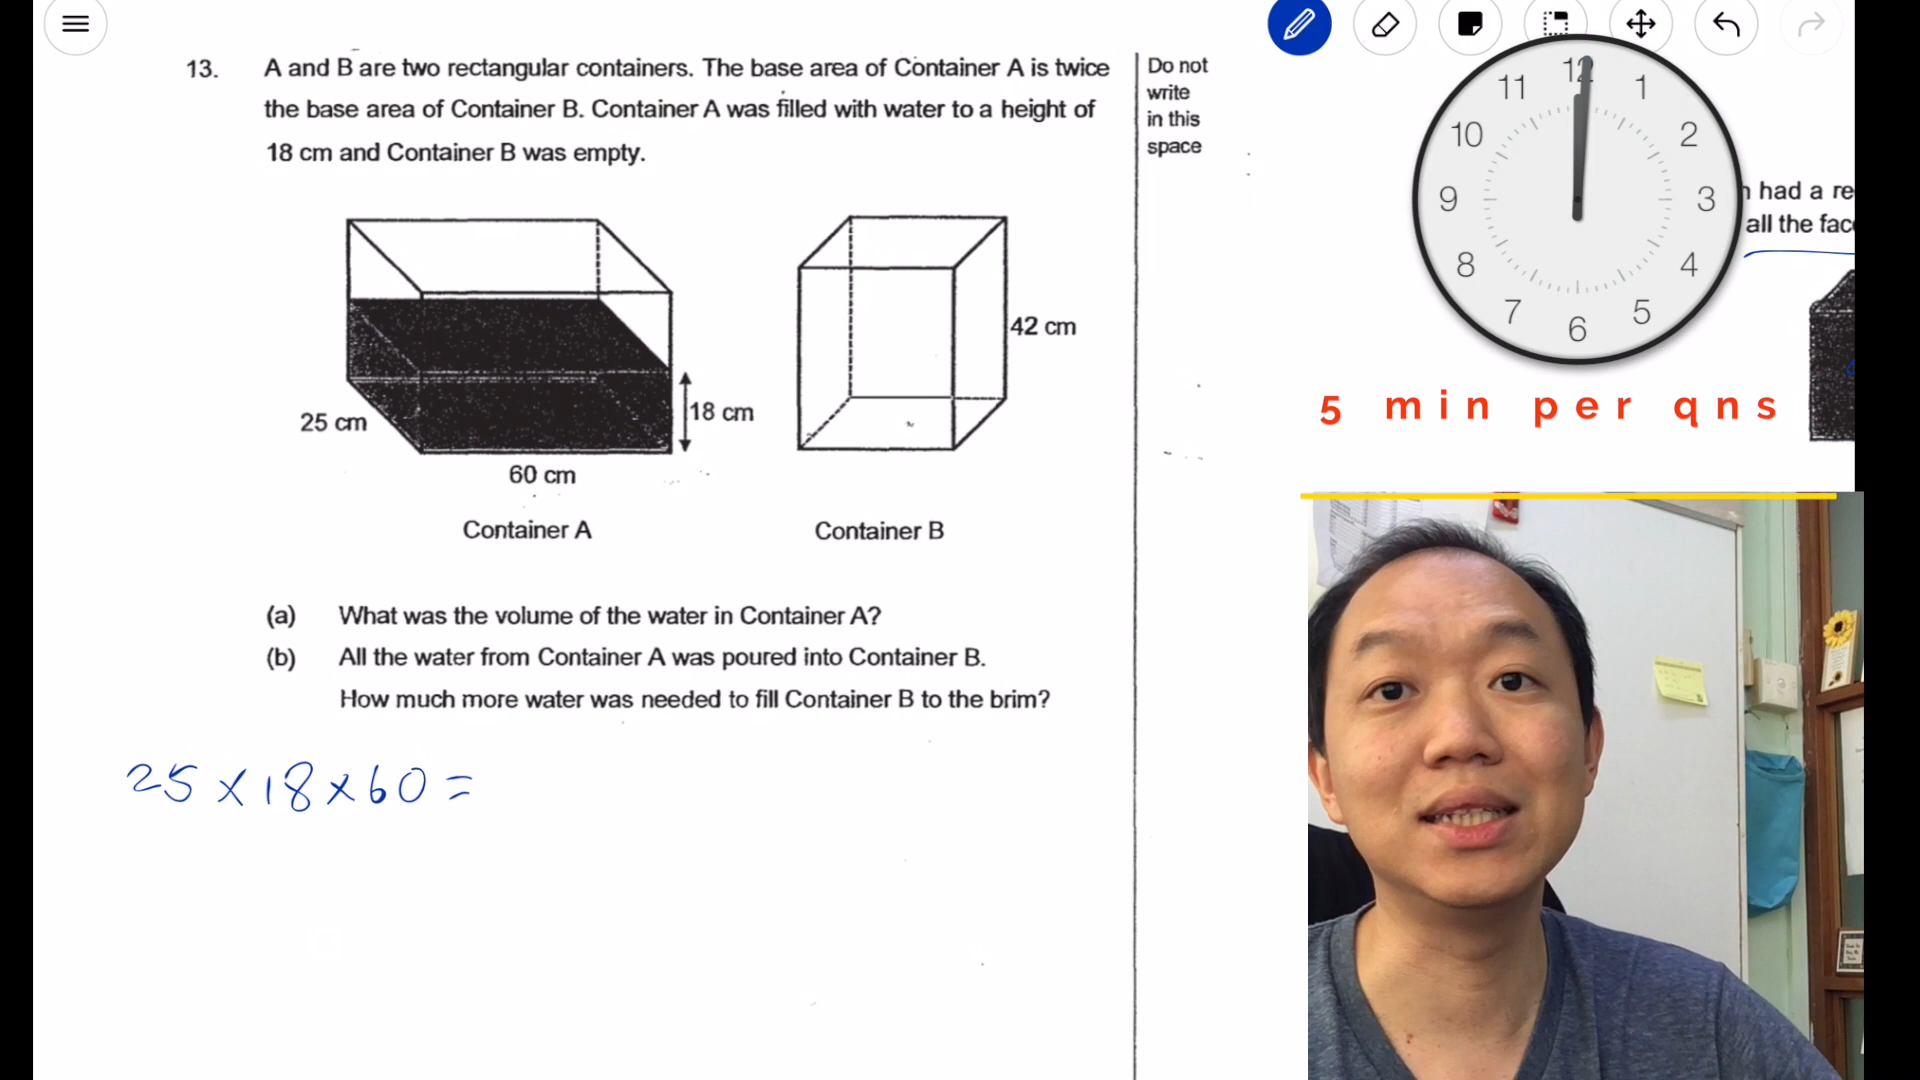 13. A and B are two rectangular containers. The base area of Container A is twice
the base area of Container B. Container A was filled with water to a height of
18 cm and Container B was empty.
Do not
write
in this
space
42 cm
25 cm
18 cm
60 cm
Container A
Container B
(a) What was the volume of the water in Container A?
(b) All the water from Container A was poured into Container B.
How much more water was needed to fill Container B to the brim?
25 × 18 × 60 =
12
1
2
3
4
5
6
7
8
9
10
11
had a re
all the fac
5 min per qns